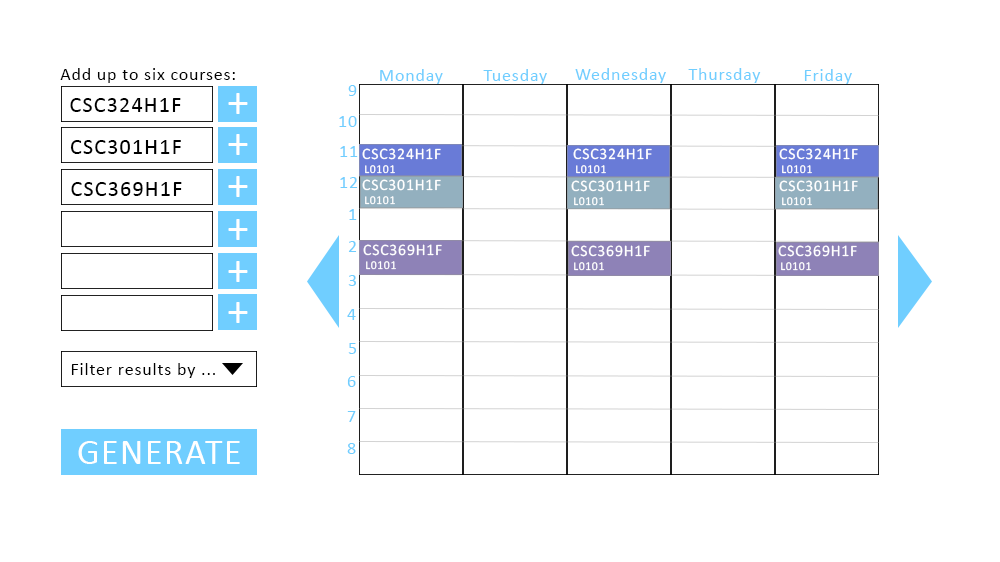 Add up to six courses:
CSC324H1F +
CSC301H1F +
CSC369H1F +
+
+
+
Filter results by ...
GENERATE
Monday Tuesday Wednesday Thursday Friday
9
10
11 CSC324H1F CSC324H1F CSC324H1F
L0101 L0101 L0101
12 CSC301H1F CSC301H1F CSC301H1F
L0101 L0101 L0101
1
2 CSC369H1F CSC369H1F CSC369H1F
L0101 L0101 L0101
3
4
5
6
7
8